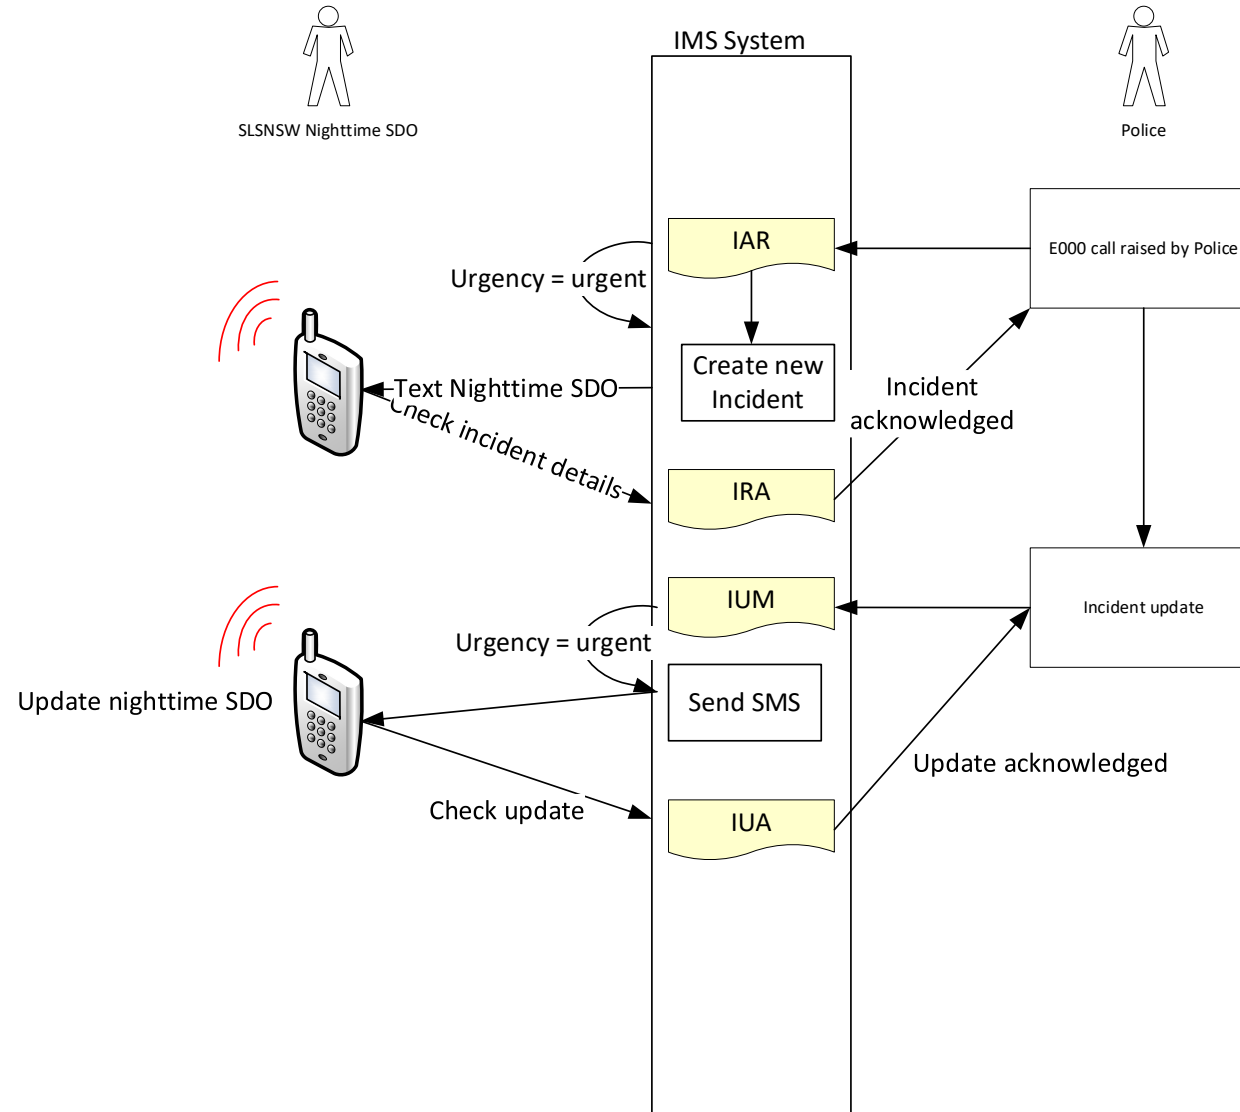 IMS System
SLSNSW Nighttime SDO
Police
IAR
E000 call raised by Police
Urgency = urgent
Create new
Incident
Text Nighttime SDO
Incident
acknowledged
Check incident details
IRA
IUM
Incident update
Urgency = urgent
Send SMS
Update nighttime SDO
Update acknowledged
Check update
IUA